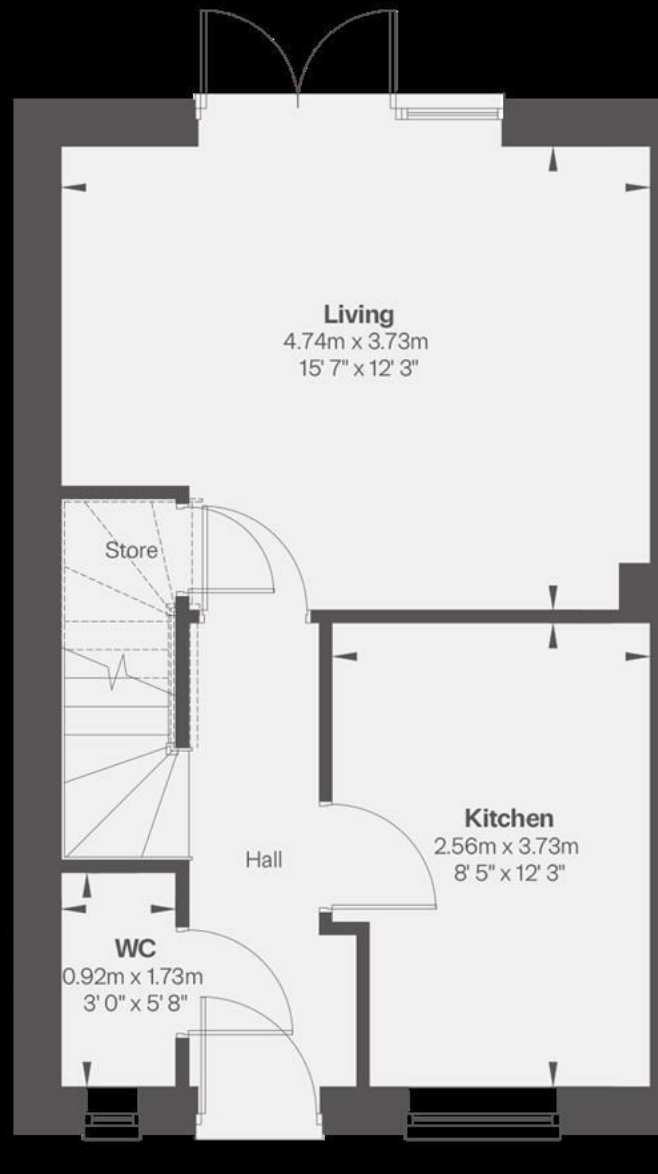 Living
4.74m x 3.73m
15' 7" x 12' 3"
Store
Kitchen
2.56m x 3.73m
8' 5" x 12' 3"
Hall
WC
0.92m x 1.73m
3' 0" x 5' 8"